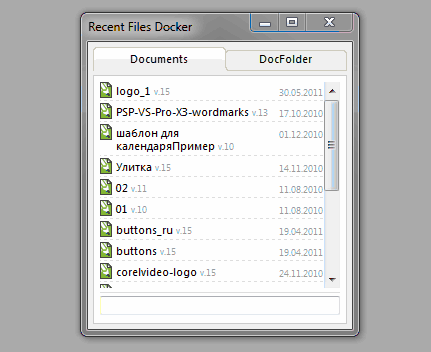 Recent Files Docker
Documents DocFolder
logo_1 v.15 30.05.2011
PSP-VS-Pro-X3-wordmarks v.13 17.10.2010
шаблон для 01.12.2010
календаряПример v.10
Улитка v.15 14.11.2010
02 v.11 11.08.2010
01 v.10 11.08.2010
buttons_ru v.15 19.04.2011
buttons v.15 19.04.2011
corelvideo-logo v.15 24.11.2010